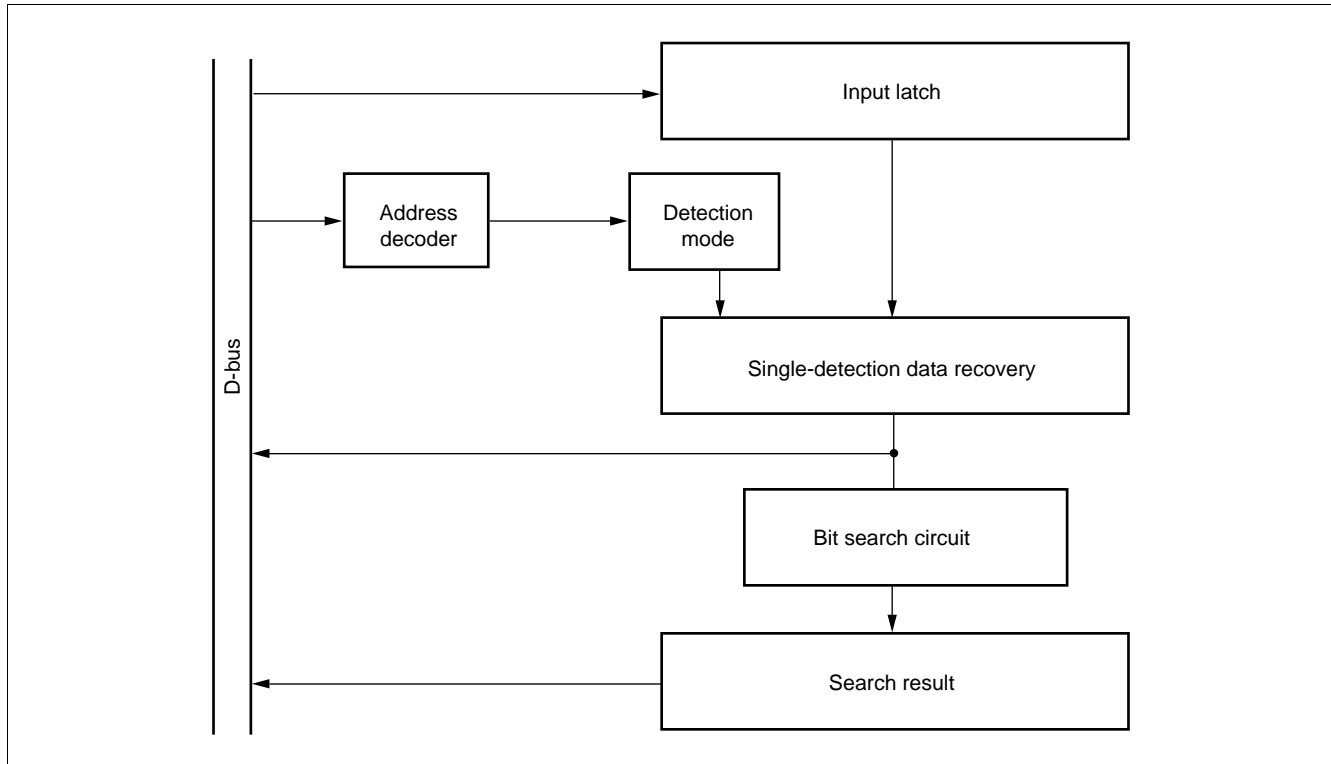 Input latch
Address
decoder
Detection
mode
D-bus
Single-detection data recovery
Bit search circuit
Search result